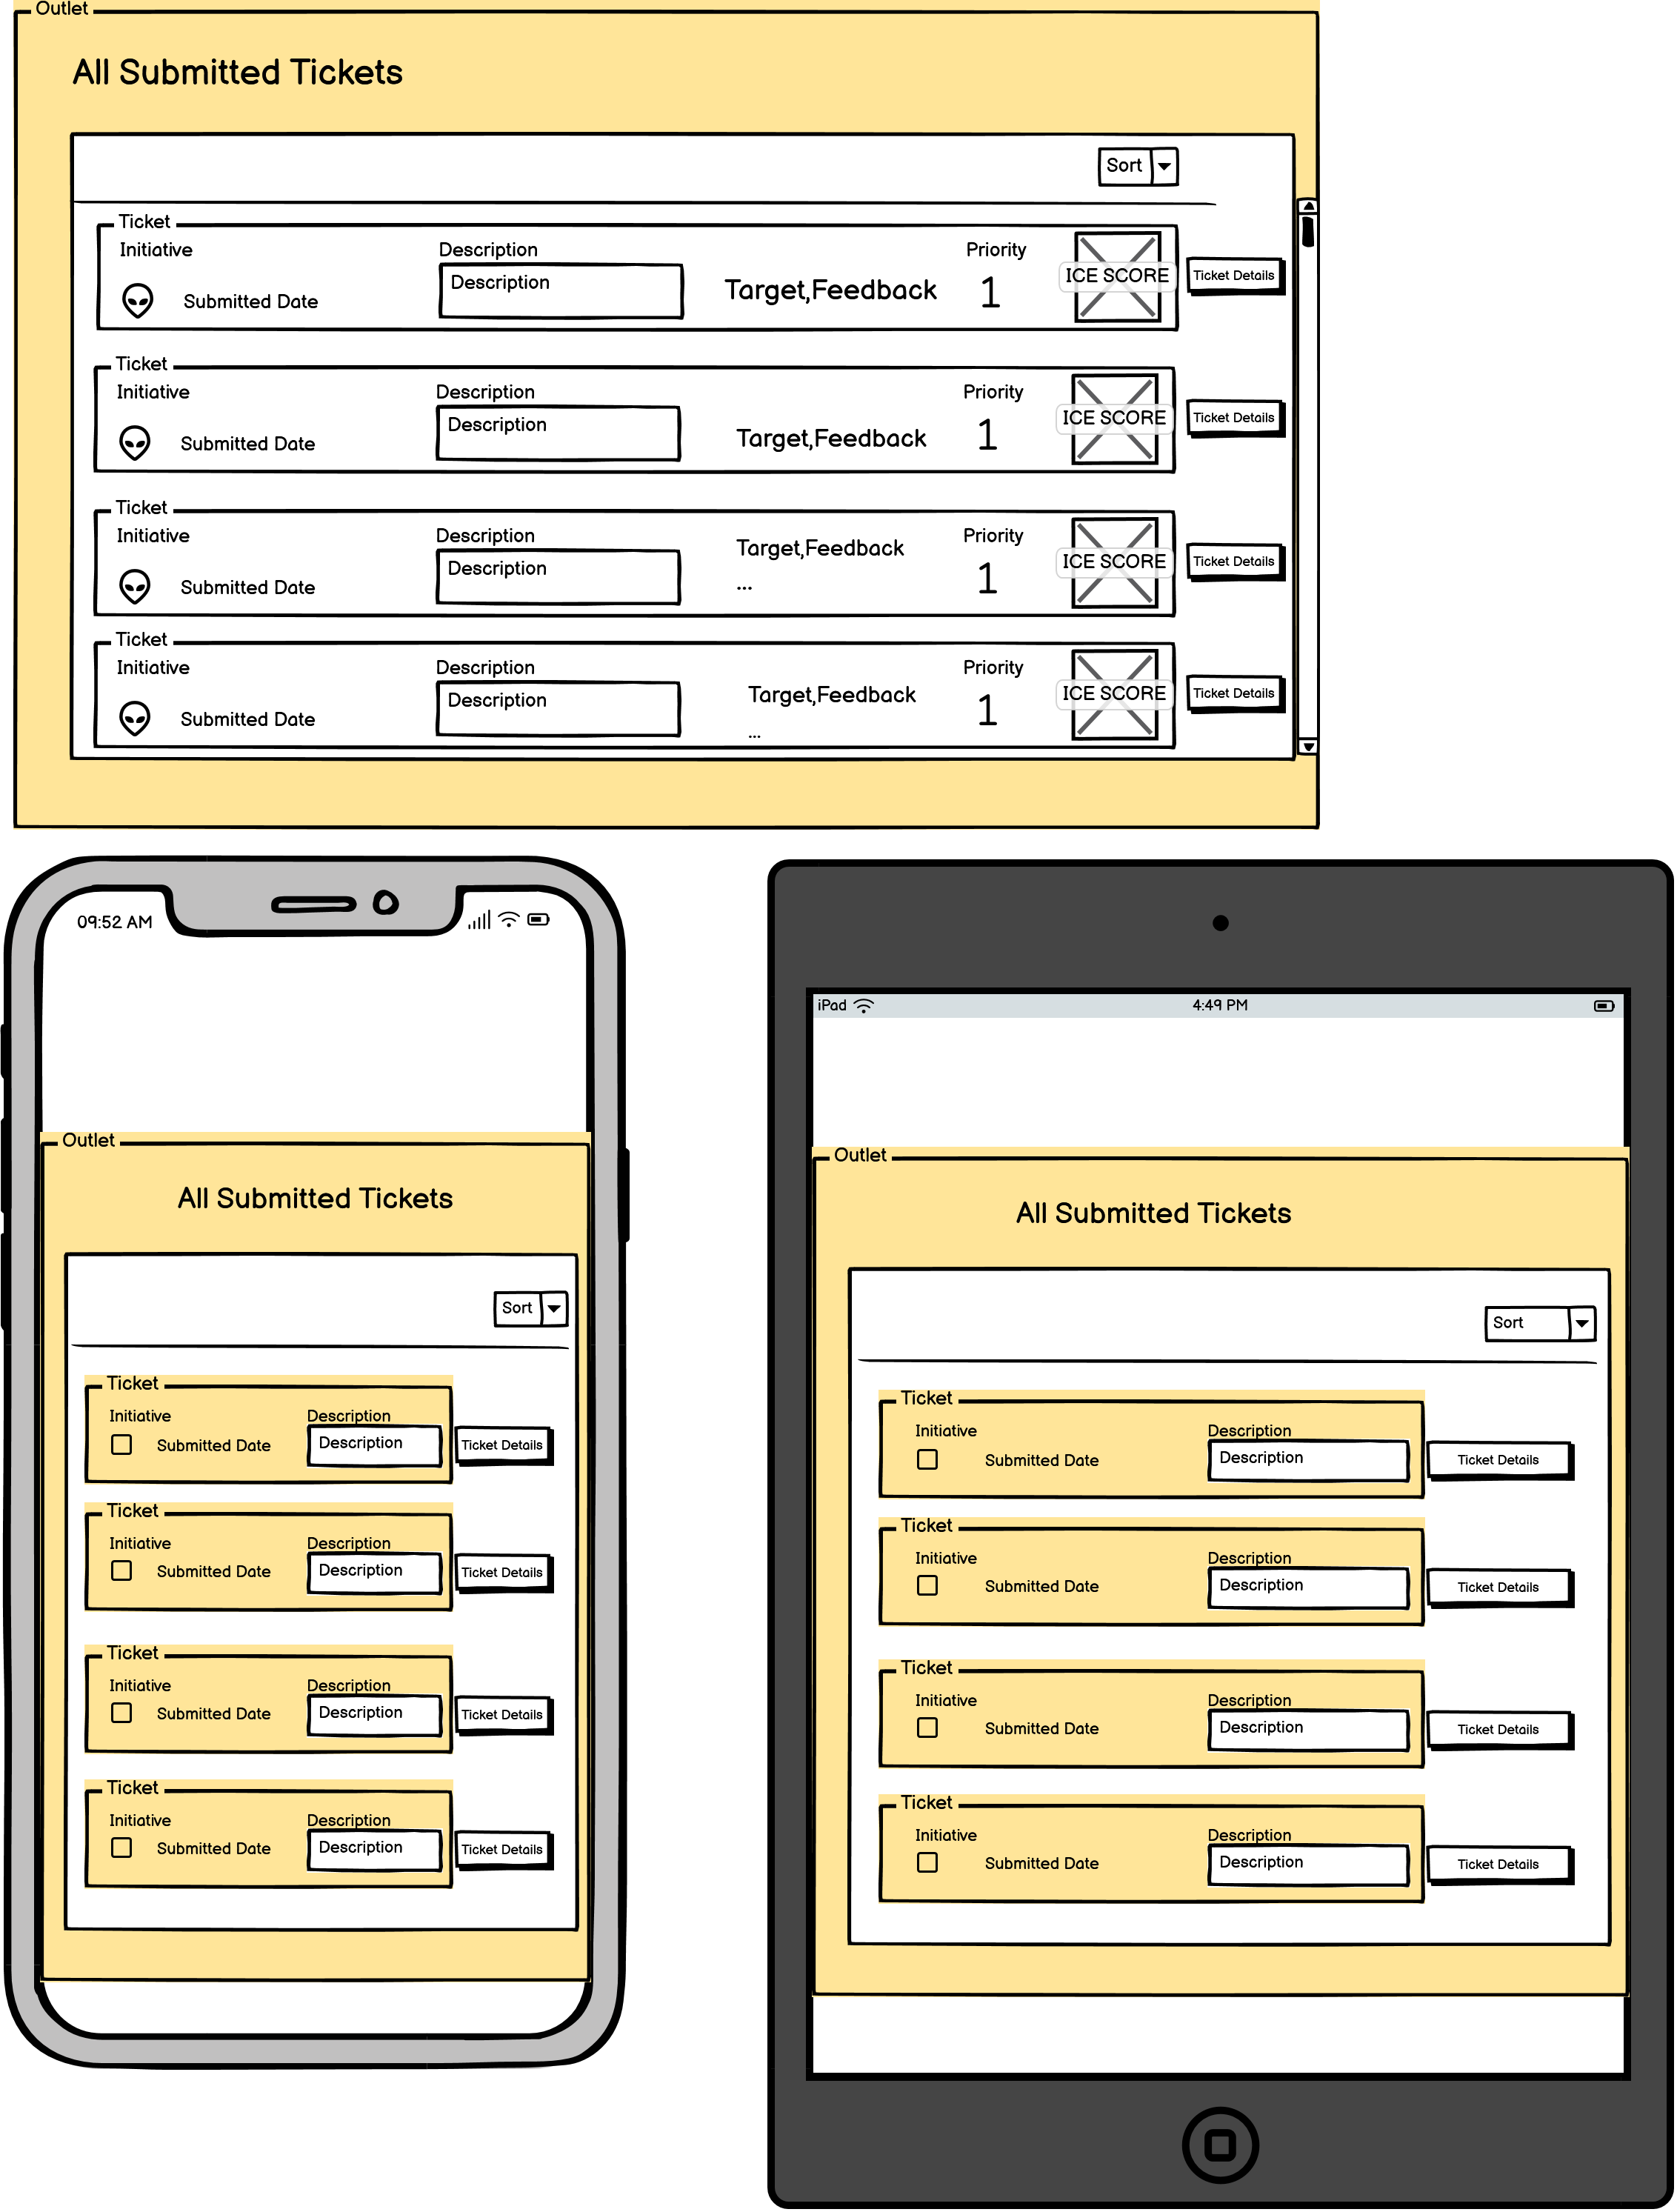 Outlet
All Submitted Tickets
Sort
Ticket
Initiative Description Priority
Description
Submitted Date Target,Feedback 1 ICE SCORE Ticket Details
Ticket
Initiative Description Priority
Description
Submitted Date Target,Feedback 1 ICE SCORE Ticket Details
Ticket
Initiative Description Priority
Target,Feedback
Description ICE SCORE Ticket Details
Submitted Date ... 1
Ticket
Initiative Description Priority
Description Target,Feedback ICE SCORE Ticket Details
Submitted Date ... 1
09:52 AM
Outlet
All Submitted Tickets
Sort
Ticket
Initiative Description
Submitted Date Description Ticket Details
Ticket
Initiative Description
Submitted Date Description Ticket Details
Ticket
Initiative Description
Submitted Date Description Ticket Details
Ticket
Initiative Description
Submitted Date Description Ticket Details
iPad 4:49 PM
Outlet
All Submitted Tickets
Sort
Ticket
Initiative Description
Submitted Date Description Ticket Details
Ticket
Initiative Description
Submitted Date Description Ticket Details
Ticket
Initiative Description
Submitted Date Description Ticket Details
Ticket
Initiative Description
Submitted Date Description Ticket Details